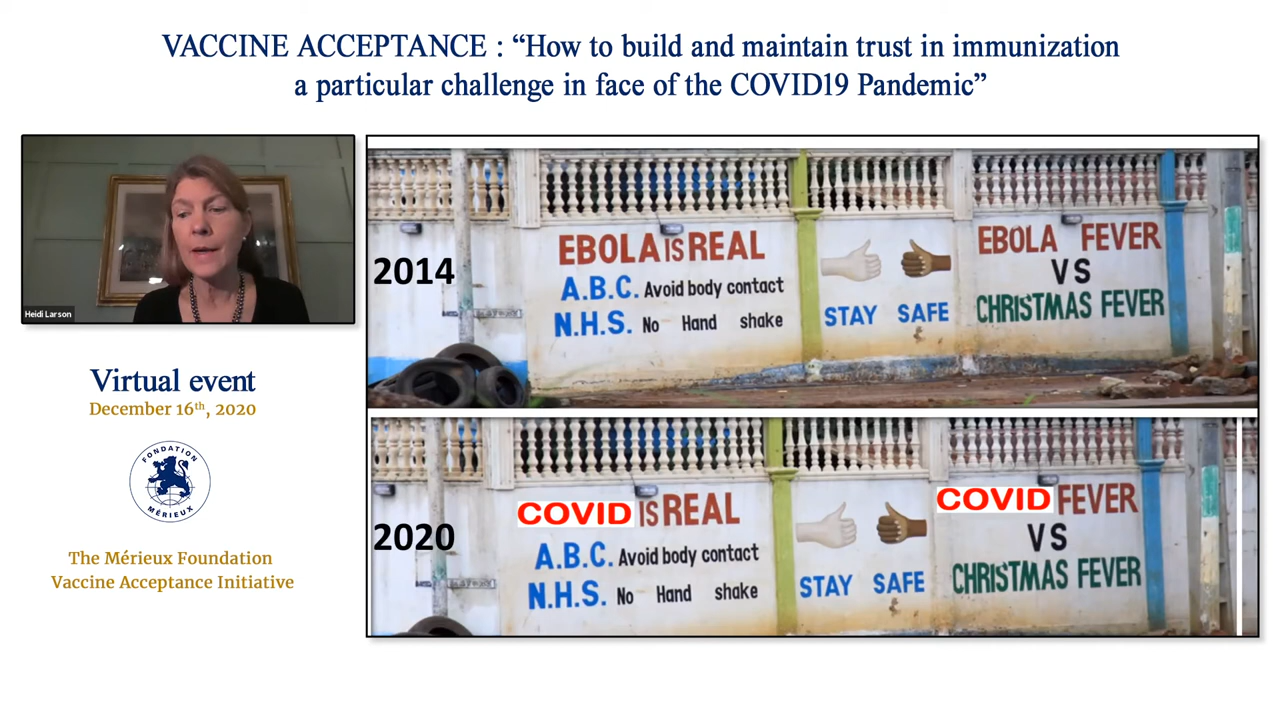 VACCINE ACCEPTANCE : “How to build and maintain trust in immunization
a particular challenge in face of the COVID19 Pandemic”
Heidi Larson
Virtual event
December 16th, 2020
FONDATION
MÉRIEUX
The Mérieux Foundation
Vaccine Acceptance Initiative
2014
EBOLA IS REAL
A.B.C. Avoid body contact
N.H.S. No Hand shake
STAY SAFE
EBOLA FEVER
VS
CHRISTMAS FEVER
2020
COVID IS REAL
A.B.C. Avoid body contact
N.H.S. No Hand shake
STAY SAFE
COVID FEVER
VS
CHRISTMAS FEVER